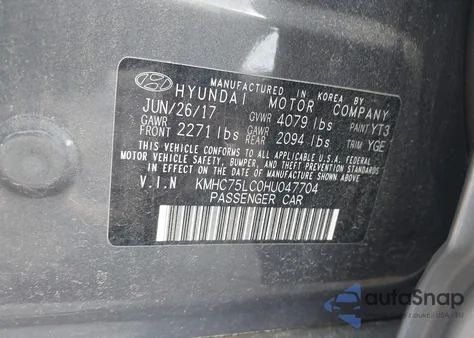 MANUFACTURED IN KOREA BY
HYUNDAI MOTOR COMPANY
JUN/26/17 GVWR 4079 lbs PAINT YT3
GAWR FRONT 2271 lbs GAWR REAR 2094 lbs TRIM YGE
THIS VEHICLE CONFORMS TO ALL APPLICABLE U.S.A. FEDERAL
MOTOR VEHICLE SAFETY, BUMPER, AND THEFT PREVENTION
STANDARDS IN EFFECT ON THE DATE OF MANUFACTURE SHOWN ABOVE.
V.I.N KMHC75LC0HU047704
PASSENGER CAR
autoSnap